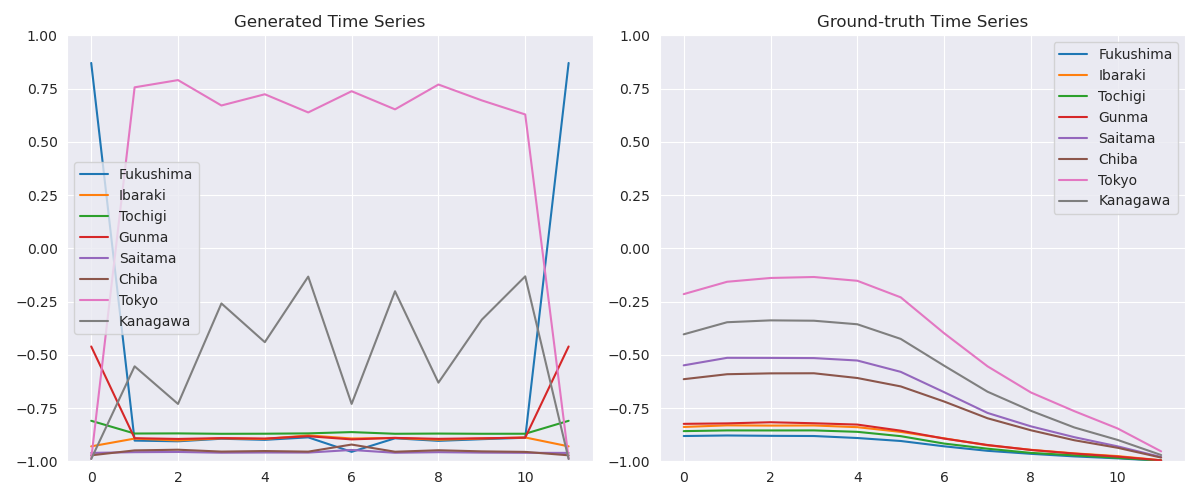 Generated Time Series
1.00
0.75
0.50
0.25
0.00
−0.25
−0.50
−0.75
−1.00
0 2 4 6 8 10
Fukushima
Ibaraki
Tochigi
Gunma
Saitama
Chiba
Tokyo
Kanagawa
Ground-truth Time Series
1.00
0.75
0.50
0.25
0.00
−0.25
−0.50
−0.75
−1.00
0 2 4 6 8 10
Fukushima
Ibaraki
Tochigi
Gunma
Saitama
Chiba
Tokyo
Kanagawa